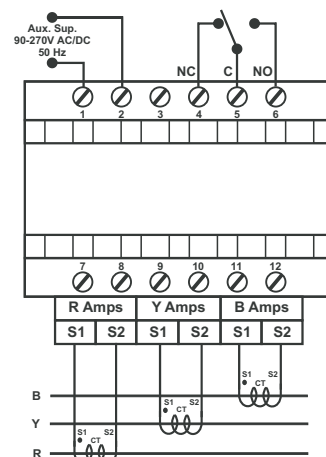 Aux. Sup.
90-270V AC/DC
50 Hz
NC C NO
1 2 3 4 5 6
7 8 9 10 11 12
R Amps Y Amps B Amps
S1 S2 S1 S2 S1 S2
S1 S2
CT
B
S1 S2
CT
Y
S1 S2
CT
R